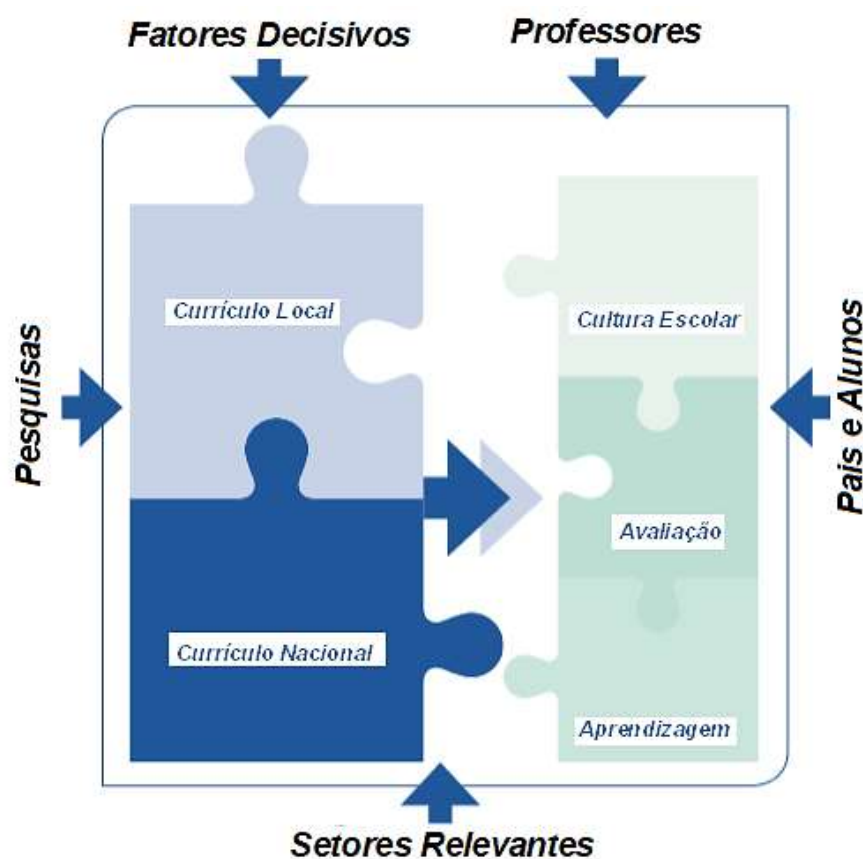 Fatores Decisivos
Professores
Currículo Local
Cultura Escolar
Pesquisas
Pais e Alunos
Avaliação
Currículo Nacional
Aprendizagem
Setores Relevantes